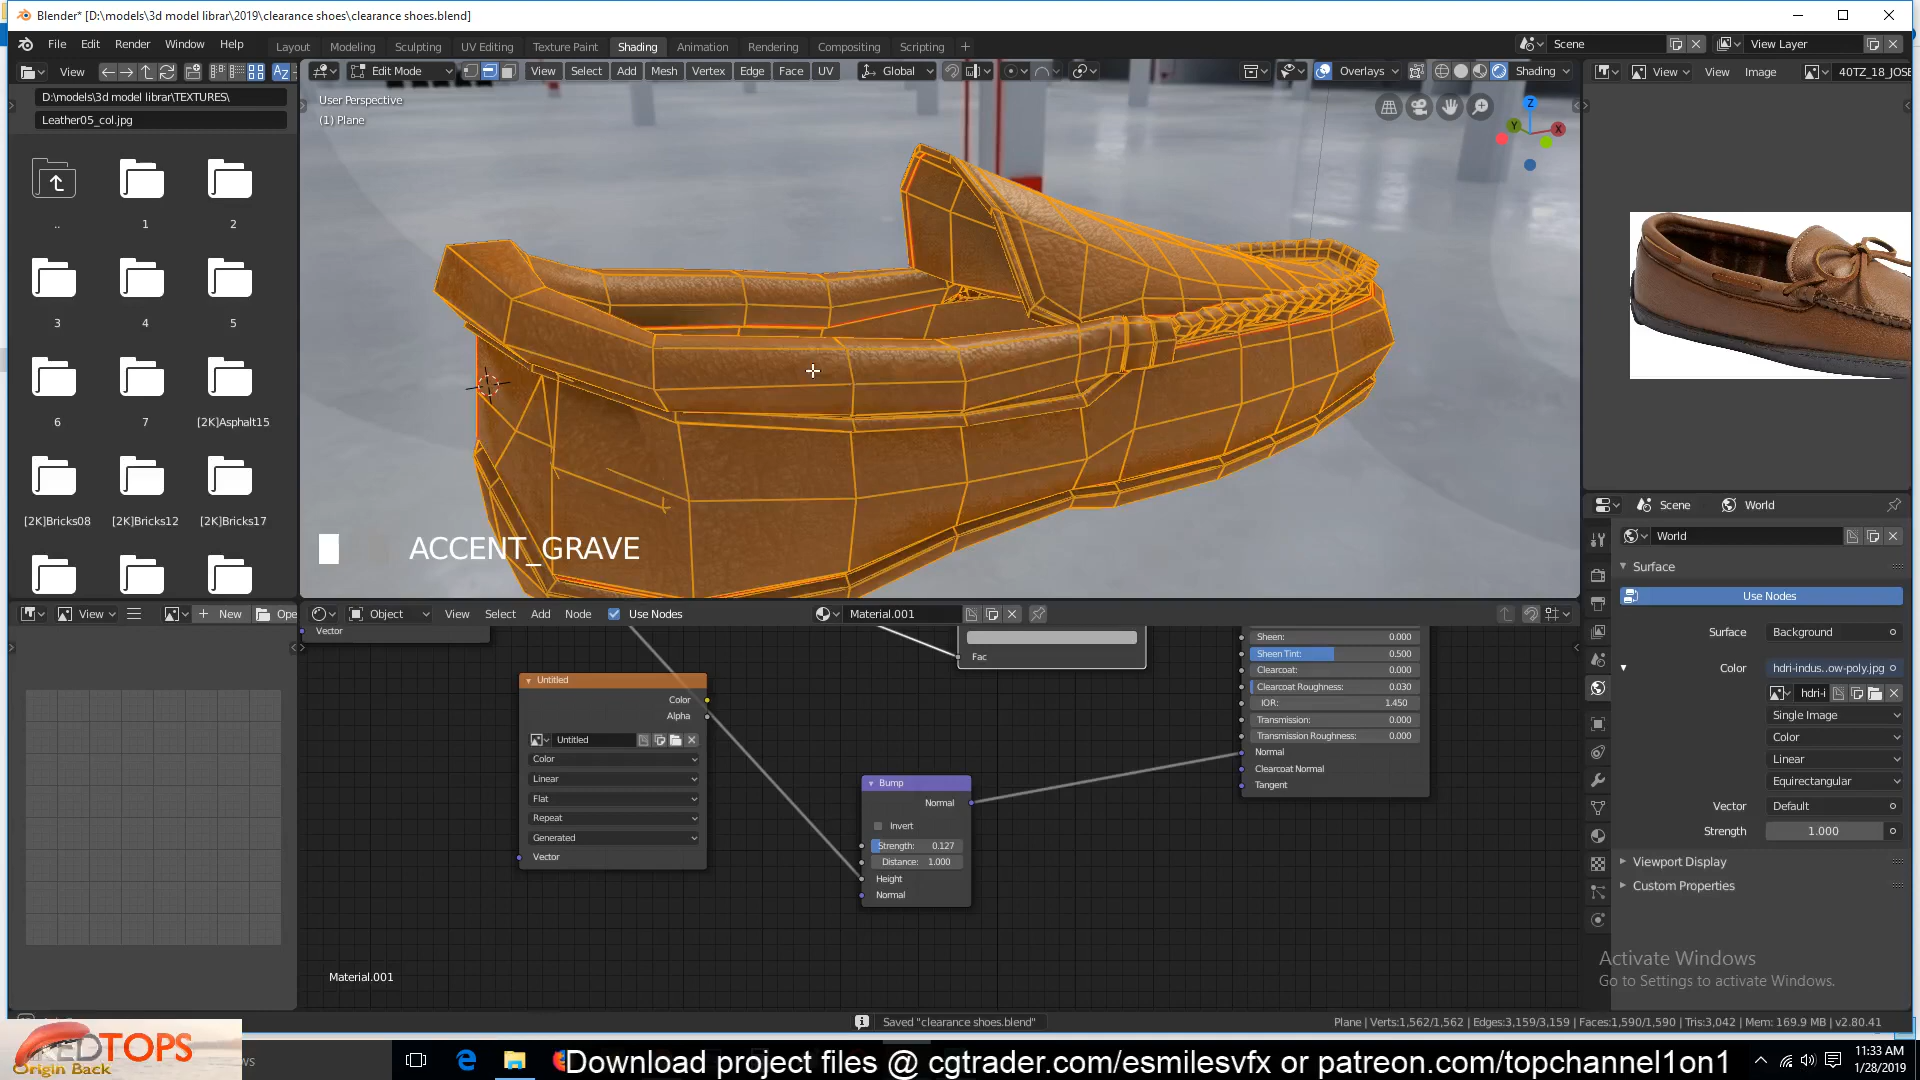 Blender* [D:\models\3d model librar\2019\clearance shoes\clearance shoes.blend]
File Edit Render Window Help
Layout Modeling Sculpting UV Editing Texture Paint Shading Animation Rendering Compositing Scripting +
Scene View Layer
View
Edit Mode View Select Add Mesh Vertex Edge Face UV Global Overlays Shading
View View Image 40TZ_18_JOSE
D:\models\3d model librar\TEXTURES\
Leather05_col.jpg
User Perspective
(1) Plane
Z
Y X
.. 1 2
3 4 5
6 7 [2K]Asphalt15
[2K]Bricks08 [2K]Bricks12 [2K]Bricks17
ACCENT_GRAVE
Scene World
World
Surface
Use Nodes
Surface Background
Color hdri-indus..ow-poly.jpg
hdri-i
Single Image
Color
Linear
Equirectangular
Vector Default
Strength 1.000
Viewport Display
Custom Properties
View New Ope
Object View Select Add Node Use Nodes Material.001
Vector
Fac
Sheen: 0.000
Sheen Tint: 0.500
Clearcoat: 0.000
Clearcoat Roughness: 0.030
IOR: 1.450
Transmission: 0.000
Transmission Roughness: 0.000
Normal
Clearcoat Normal
Tangent
Untitled
Color
Alpha
Untitled
Color
Linear
Flat
Repeat
Generated
Vector
Bump
Normal
Invert
Strength: 0.127
Distance: 1.000
Height
Normal
Material.001
Activate Windows
Go to Settings to activate Windows.
Saved "clearance shoes.blend"
Plane | Verts:1,562/1,562 | Edges:3,159/3,159 | Faces:1,590/1,590 | Tris:3,042 | Mem: 169.9 MB | v2.80.41
REDTOPS
Origin Back
Download project files @ cgtrader.com/esmilesvfx or patreon.com/topchannel1on1
11:33 AM
1/28/2019